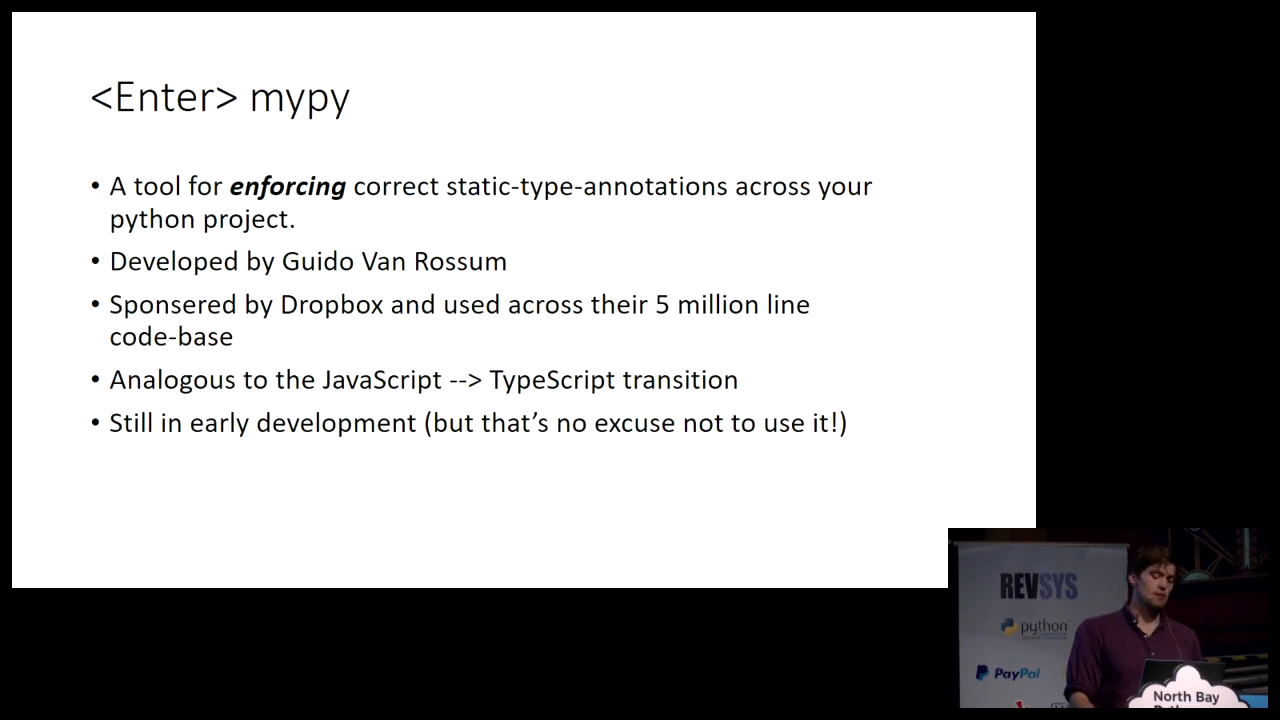 <Enter> mypy
• A tool for enforcing correct static-type-annotations across your
python project.
• Developed by Guido Van Rossum
• Sponsered by Dropbox and used across their 5 million line
code-base
• Analogous to the JavaScript --> TypeScript transition
• Still in early development (but that’s no excuse not to use it!)
REVSYS
python
PayPal
North Bay